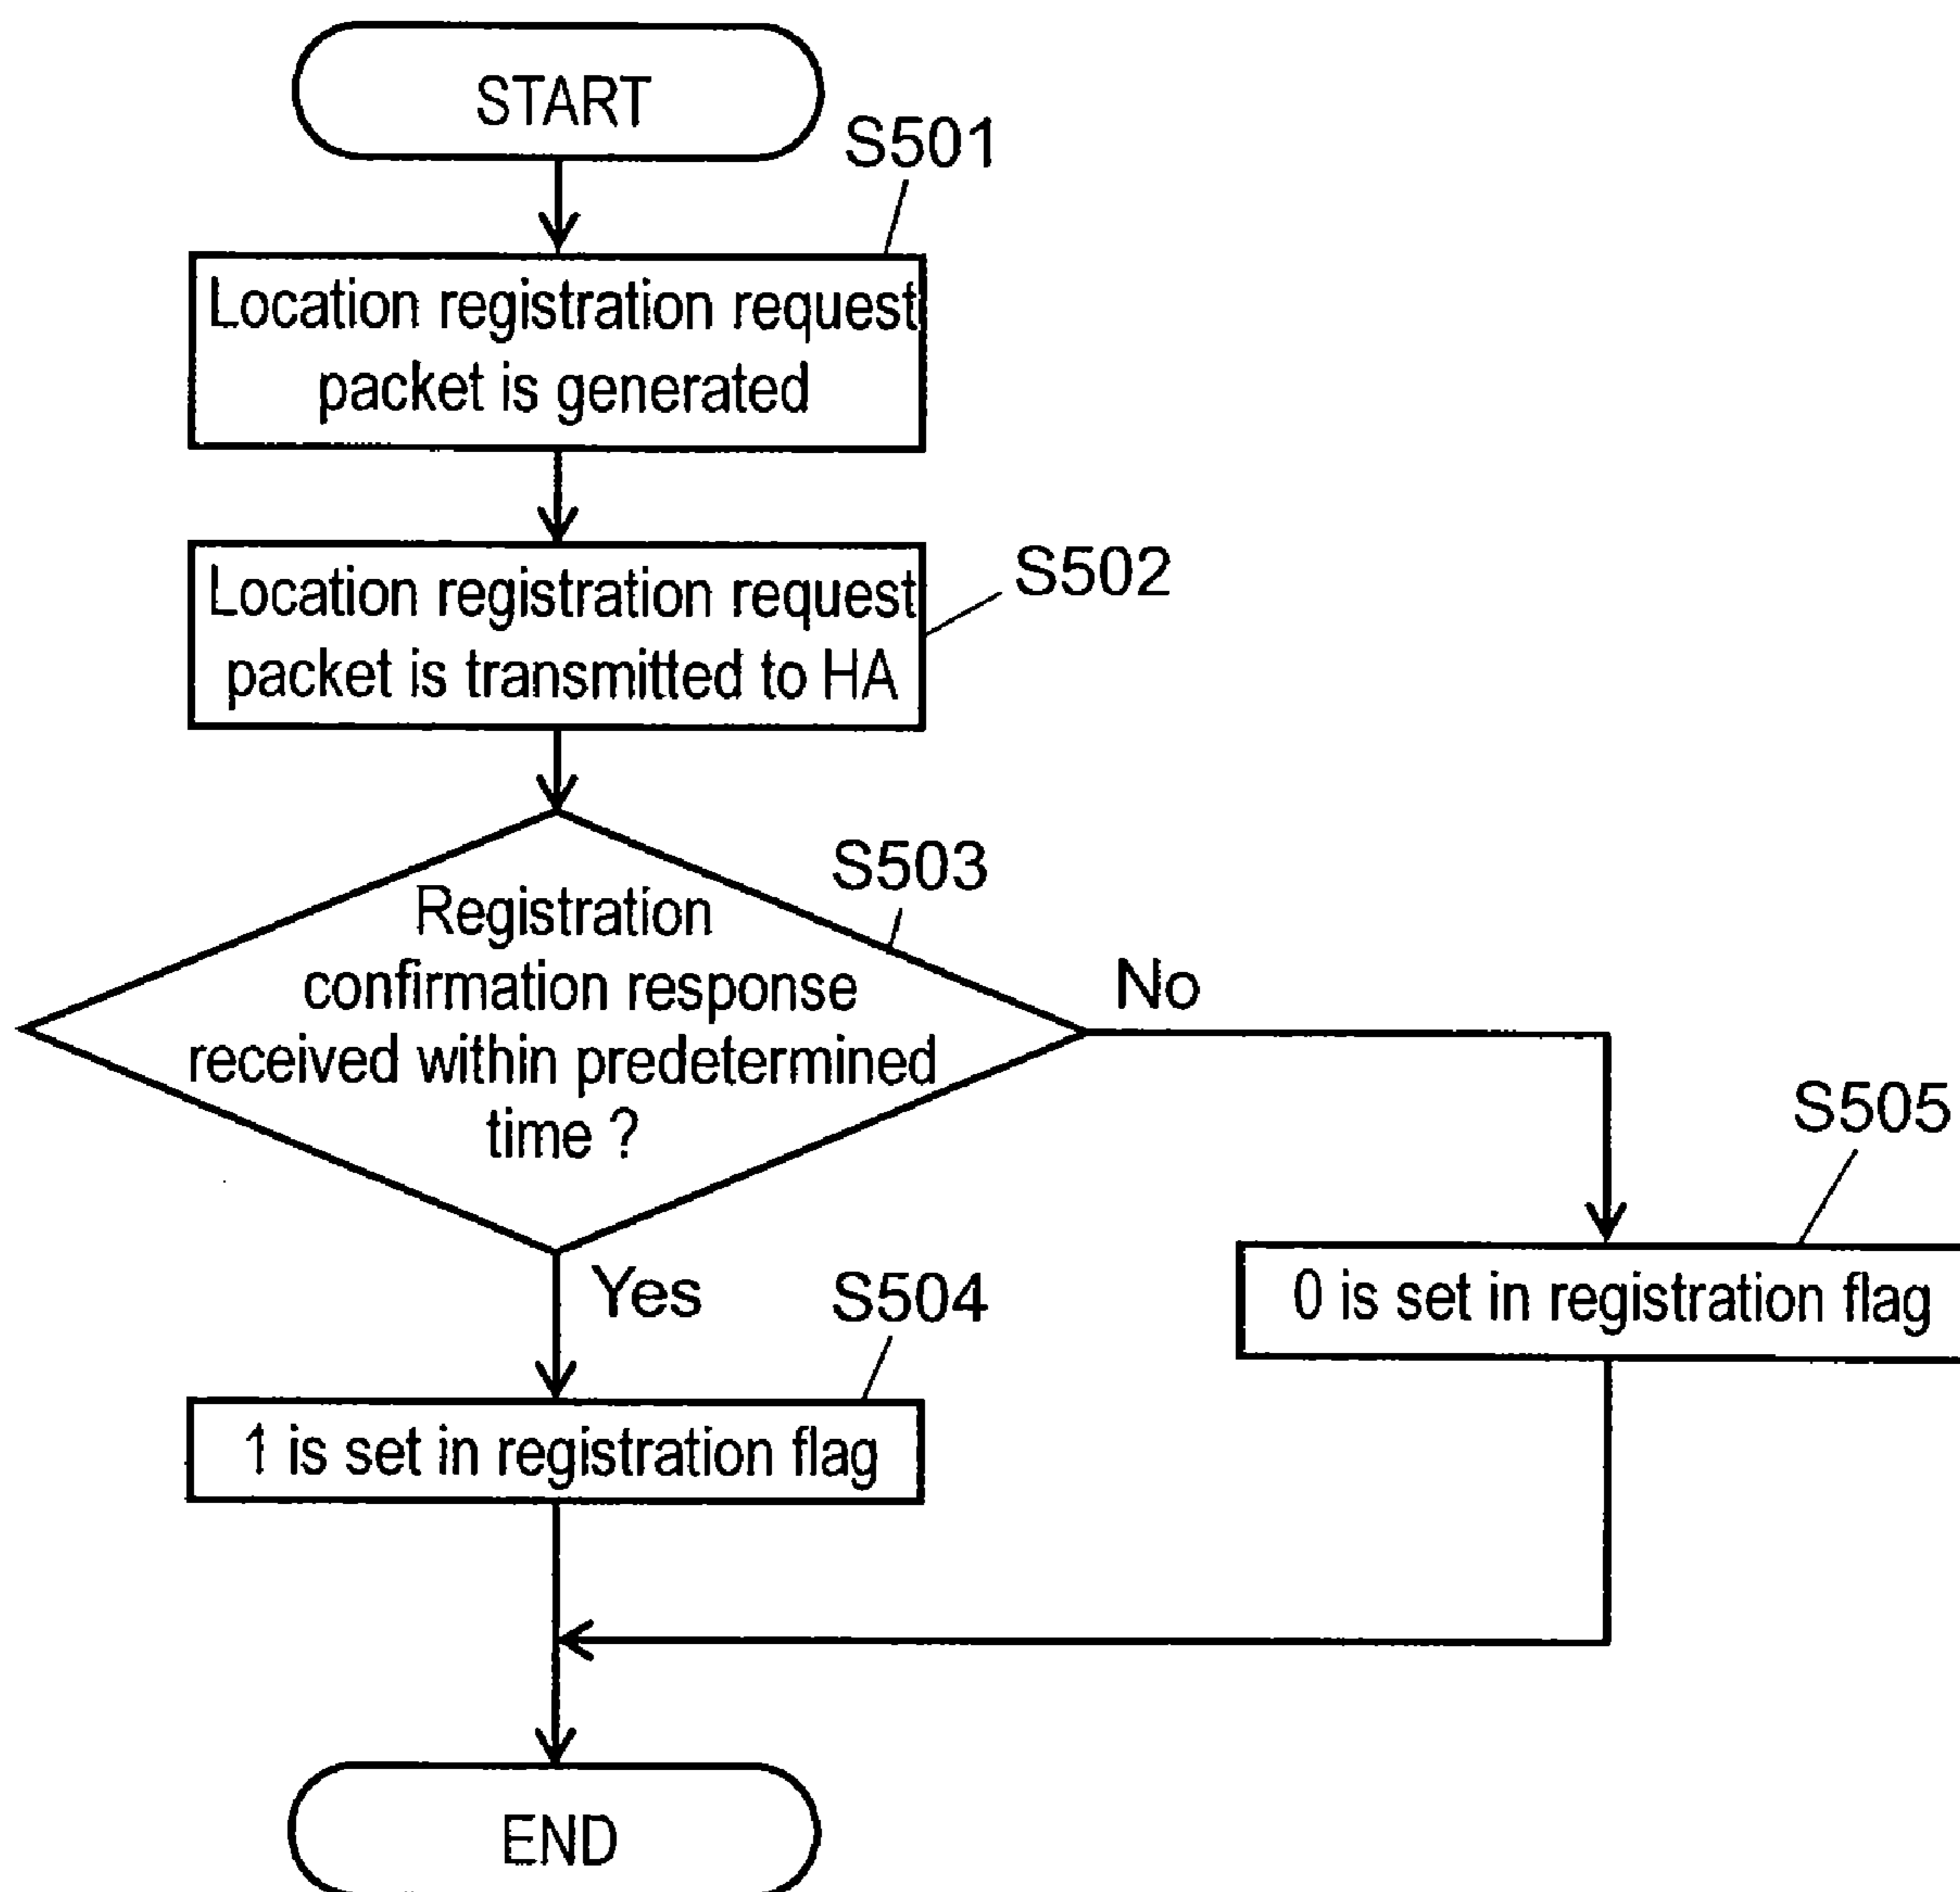 START
S501
Location registration request
packet is generated
S502
Location registration request
packet is transmitted to HA
S503
Registration
confirmation response
received within predetermined
time ?
No
Yes
S505
0 is set in registration flag
S504
1 is set in registration flag
END